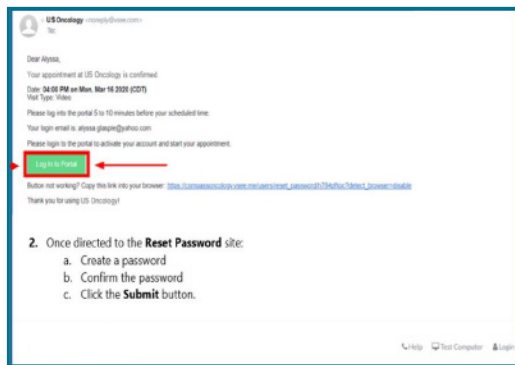 US Oncology <noreply@vsee.com>
To:
Dear Alyssa,
Your appointment at US Oncology is confirmed.
Date: 04:00 PM on Mon, Mar 16 2020 (CDT)
Visit Type: Video
Please log into the portal 5 to 10 minutes before your scheduled time.
Your login email is: alyssa.glaspie@yahoo.com
Please login to the portal to activate your account and start your appointment.
Log In to Portal
Button not working? Copy this link into your browser:
Thank you for using US Oncology!
2. Once directed to the Reset Password site:
a. Create a password
b. Confirm the password
c. Click the Submit button.
Help Test Computer Login